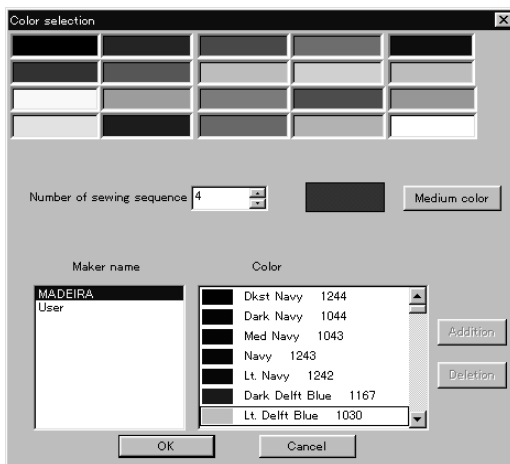 Color selection
Number of sewing sequence 4 Medium color
Maker name Color
MADEIRA
User
Dkst Navy 1244
Dark Navy 1044
Med Navy 1043
Navy 1243
Lt. Navy 1242
Dark Delft Blue 1167
Lt. Delft Blue 1030
Addition
Deletion
OK Cancel